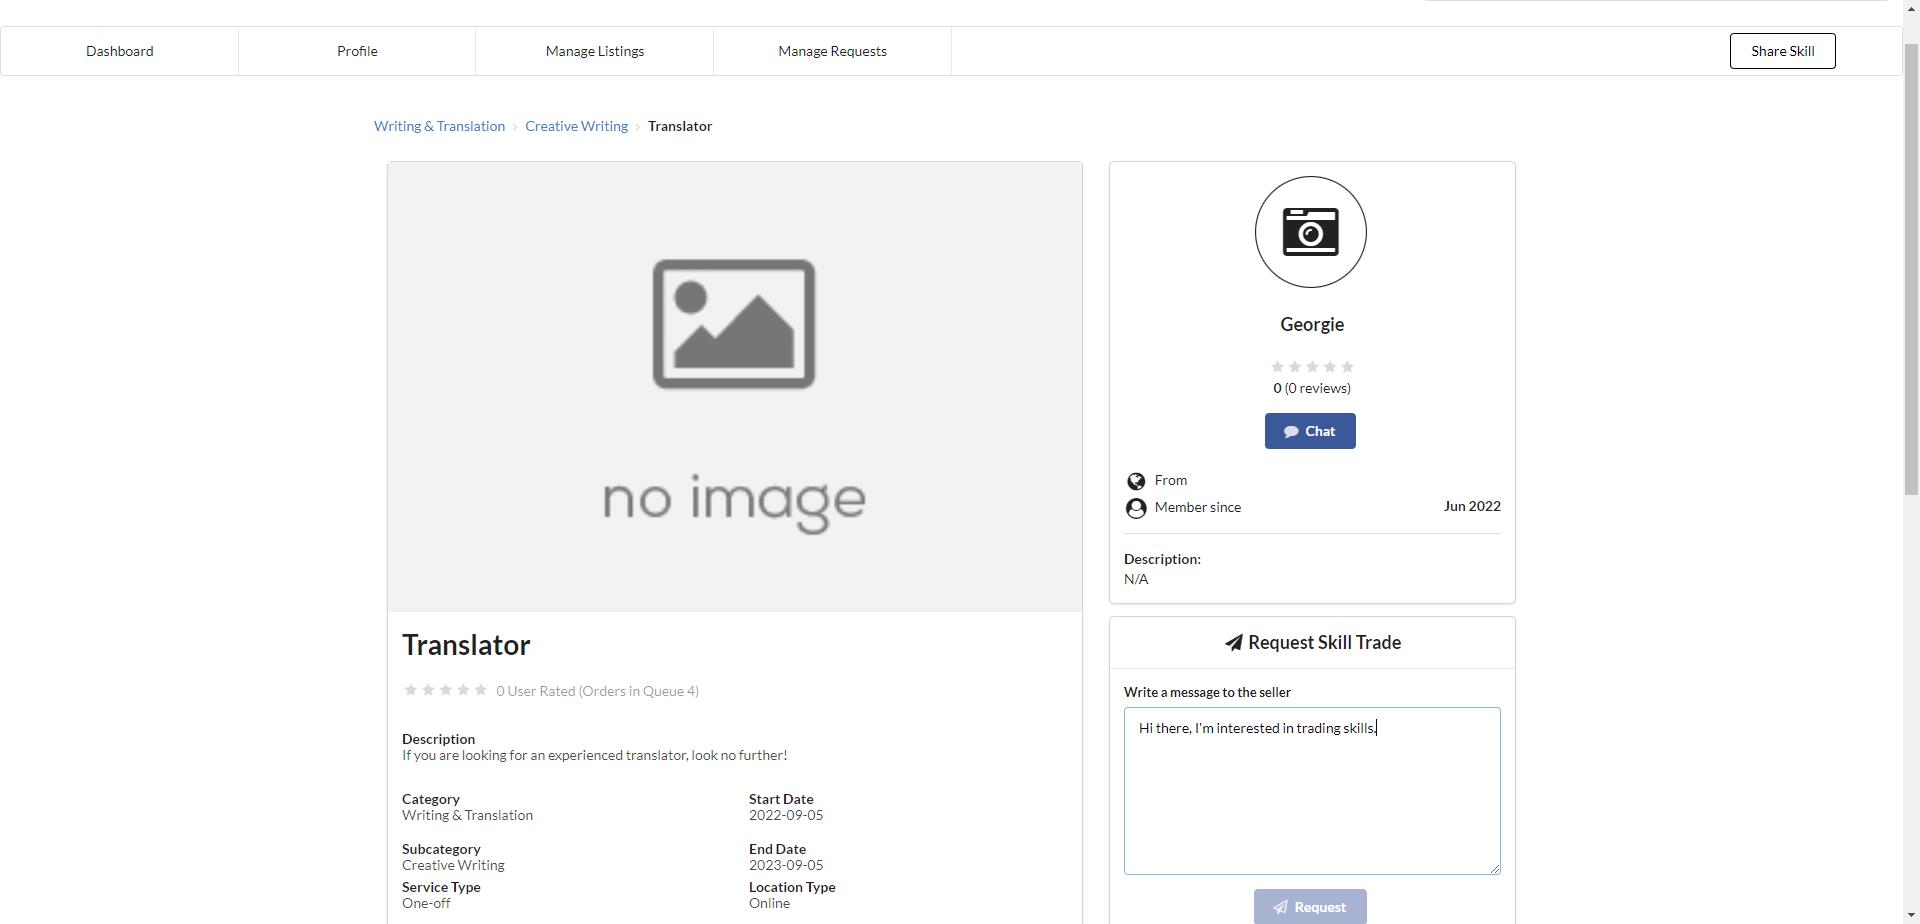 Dashboard
Profile
Manage Listings
Manage Requests
Share Skill
Writing & Translation › Creative Writing › Translator
no image
Translator
0 User Rated (Orders in Queue 4)
Description
If you are looking for an experienced translator, look no further!
Category
Writing & Translation
Start Date
2022-09-05
Subcategory
Creative Writing
End Date
2023-09-05
Service Type
One-off
Location Type
Online
Georgie
0 (0 reviews)
Chat
From
Member since Jun 2022
Description:
N/A
Request Skill Trade
Write a message to the seller
Hi there, I'm interested in trading skills.
Request